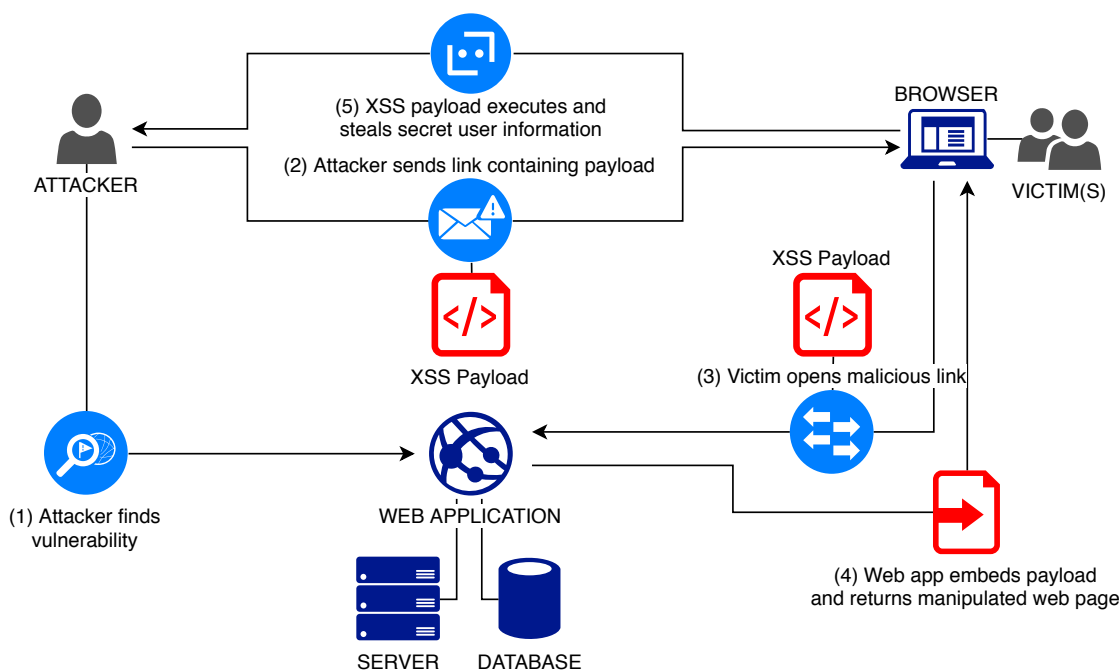 (5) XSS payload executes and
steals secret user information
BROWSER
(2) Attacker sends link containing payload
ATTACKER
VICTIM(S)
XSS Payload
</>
</>
XSS Payload
(3) Victim opens malicious link
(1) Attacker finds
vulnerability
WEB APPLICATION
(4) Web app embeds payload
and returns manipulated web page
SERVER
DATABASE